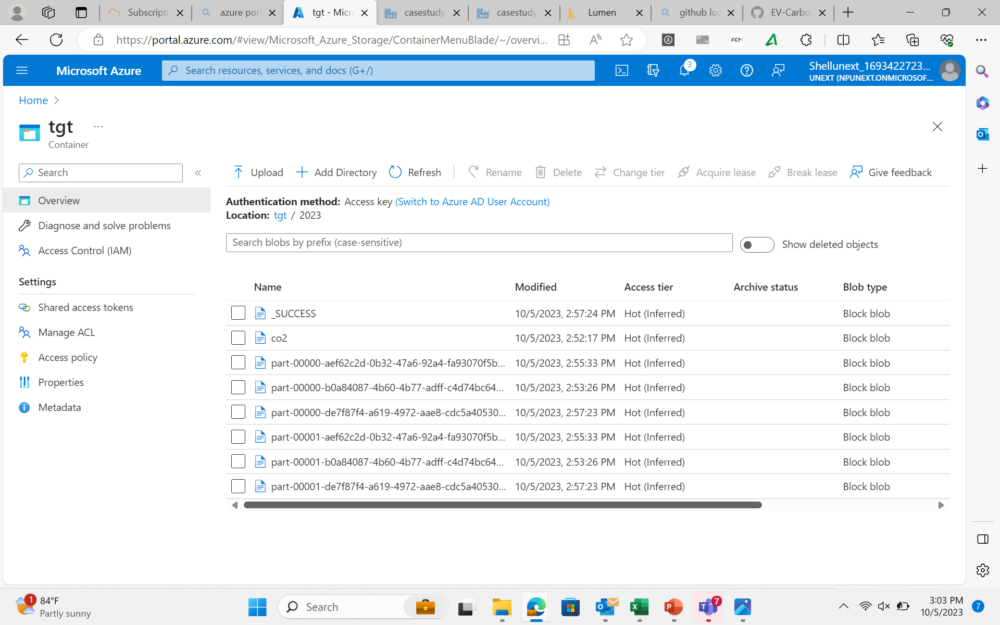 Subscripti
azure port
tgt - Micr
casestudy
casestudy
Lumen
github log
EV-Carbo
https://portal.azure.com/#view/Microsoft_Azure_Storage/ContainerMenuBlade/~/overvi...
FCM
Microsoft Azure
Search resources, services, and docs (G+/)
3
Shellunext_1693422723...
UNEXT (NPUNEXT.ONMICROSOF...
Home
tgt
...
Container
Search
«
Upload
Add Directory
Refresh
Rename
Delete
Change tier
Acquire lease
Break lease
Give feedback
Overview
Diagnose and solve problems
Access Control (IAM)
Settings
Shared access tokens
Manage ACL
Access policy
Properties
Metadata
Authentication method: Access key (Switch to Azure AD User Account)
Location: tgt / 2023
Search blobs by prefix (case-sensitive)
Show deleted objects
Name Modified Access tier Archive status Blob type
_SUCCESS 10/5/2023, 2:57:24 PM Hot (Inferred) Block blob
co2 10/5/2023, 2:52:17 PM Hot (Inferred) Block blob
part-00000-aef62c2d-0b32-47a6-92a4-fa93070f5b... 10/5/2023, 2:55:33 PM Hot (Inferred) Block blob
part-00000-b0a84087-4b60-4b77-adff-c4d74bc64... 10/5/2023, 2:53:26 PM Hot (Inferred) Block blob
part-00000-de7f87f4-a619-4972-aae8-cdc5a40530... 10/5/2023, 2:57:23 PM Hot (Inferred) Block blob
part-00001-aef62c2d-0b32-47a6-92a4-fa93070f5b... 10/5/2023, 2:55:33 PM Hot (Inferred) Block blob
part-00001-b0a84087-4b60-4b77-adff-c4d74bc64... 10/5/2023, 2:53:26 PM Hot (Inferred) Block blob
part-00001-de7f87f4-a619-4972-aae8-cdc5a40530... 10/5/2023, 2:57:23 PM Hot (Inferred) Block blob
1
84°F
Partly sunny
Search
7
3:03 PM
10/5/2023
7